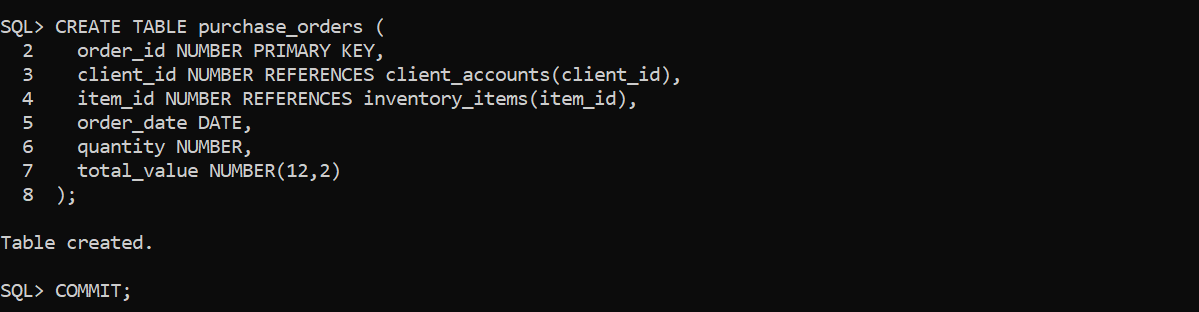 SQL> CREATE TABLE purchase_orders (
  2    order_id NUMBER PRIMARY KEY,
  3    client_id NUMBER REFERENCES client_accounts(client_id),
  4    item_id NUMBER REFERENCES inventory_items(item_id),
  5    order_date DATE,
  6    quantity NUMBER,
  7    total_value NUMBER(12,2)
  8  );
Table created.
SQL> COMMIT;